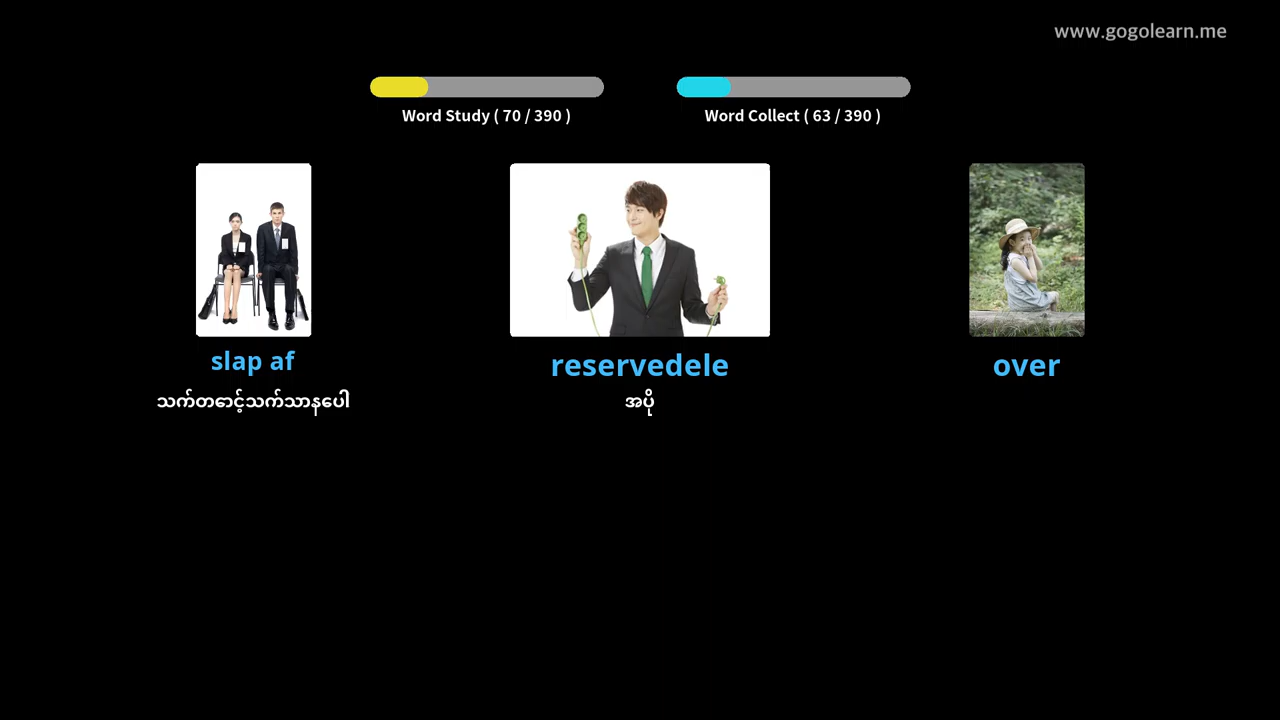 www.gogolearn.me
Word Study ( 70 / 390 )
Word Collect ( 63 / 390 )
slap af
reservedele
over
သက်တောင့်သက်သာနေပါ
အပို